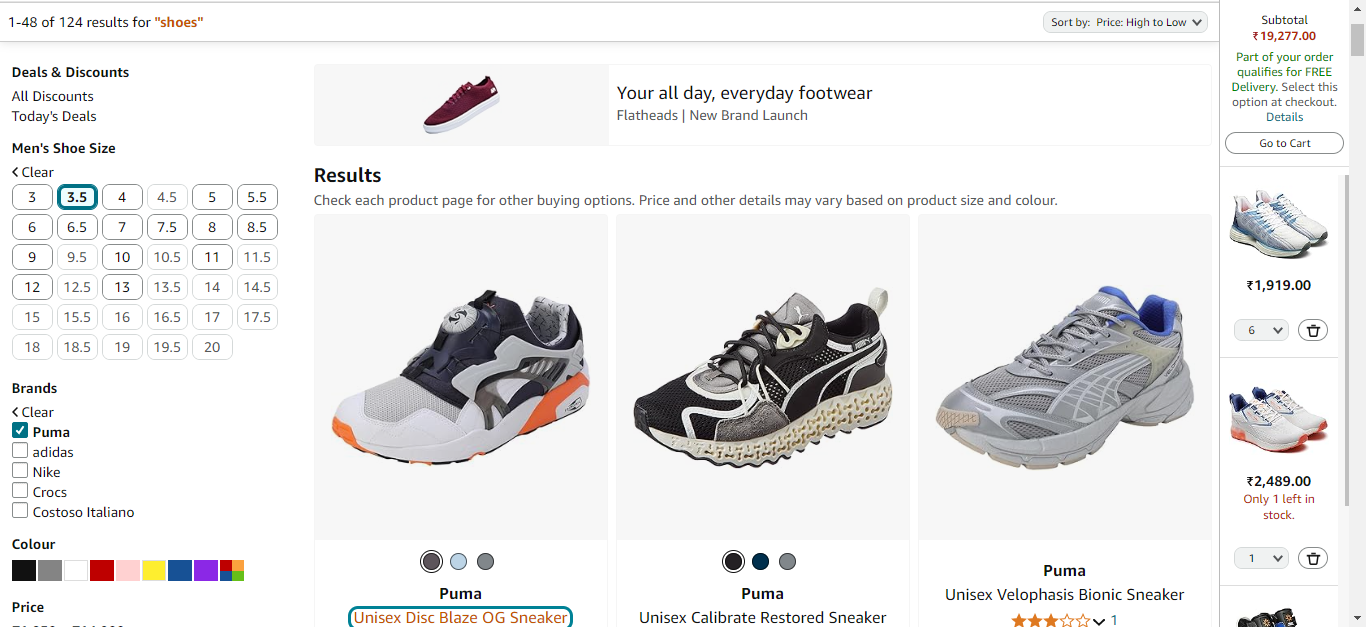 1-48 of 124 results for "shoes"
Sort by: Price: High to Low
Deals & Discounts
All Discounts
Today's Deals
Men's Shoe Size
Clear
3 3.5 4 4.5 5 5.5
6 6.5 7 7.5 8 8.5
9 9.5 10 10.5 11 11.5
12 12.5 13 13.5 14 14.5
15 15.5 16 16.5 17 17.5
18 18.5 19 19.5 20
Brands
Clear
Puma
adidas
Nike
Crocs
Costoso Italiano
Colour
Price
Your all day, everyday footwear
Flatheads | New Brand Launch
Results
Check each product page for other buying options. Price and other details may vary based on product size and colour.
Puma
Unisex Disc Blaze OG Sneaker
Puma
Unisex Calibrate Restored Sneaker
Puma
Unisex Velophasis Bionic Sneaker
1
Subtotal
₹19,277.00
Part of your order
qualifies for FREE
Delivery. Select this
option at checkout.
Details
Go to Cart
₹1,919.00
6
₹2,489.00
Only 1 left in
stock.
1